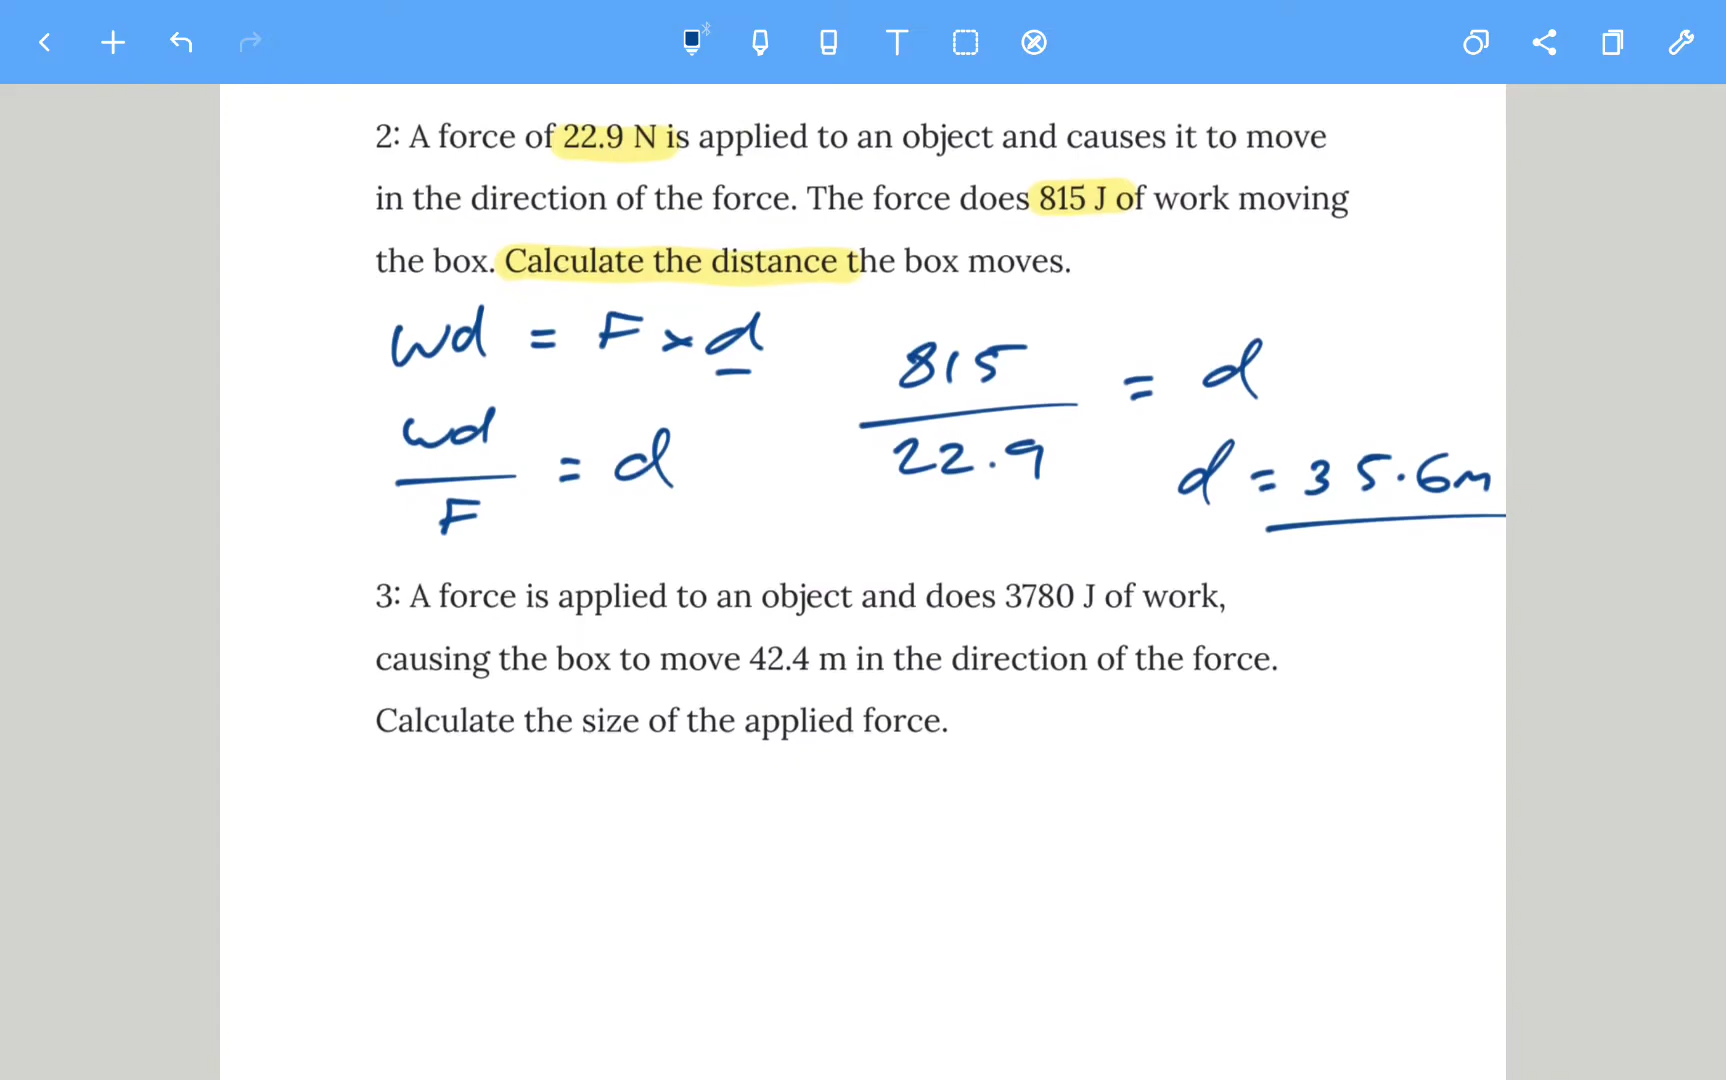 T
2: A force of 22.9 N is applied to an object and causes it to move
in the direction of the force. The force does 815 J of work moving
the box. Calculate the distance the box moves.
wd = F × d
wd
F
= d
815
22.9
= d
d = 35.6m
3: A force is applied to an object and does 3780 J of work,
causing the box to move 42.4 m in the direction of the force.
Calculate the size of the applied force.